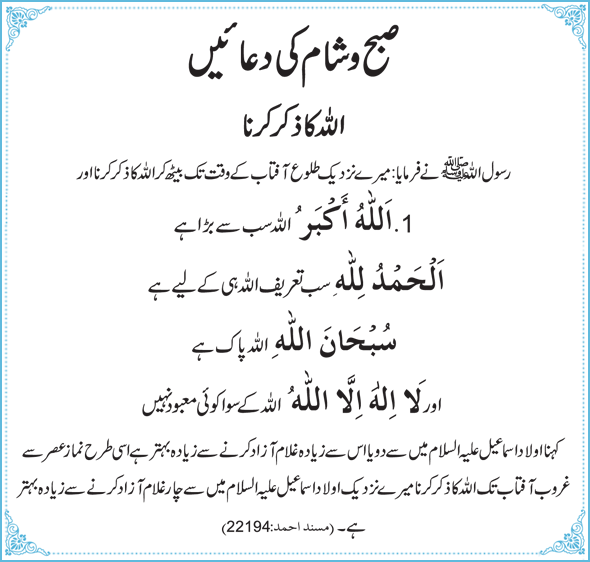 صبح وشام کی دعائیں
اللہ کا ذکر کرنا
رسول اللہ ﷺ نے فرمایا: میرے نزدیک طلوع آفتاب کے وقت تک بیٹھ کر اللہ کا ذکر کرنا اور
1. اَللّٰهُ أَكْبَرُ اللہ سب سے بڑا ہے
اَلْحَمْدُ لِلّٰهِ سب تعریف اللہ ہی کے لیے ہے
سُبْحَانَ اللّٰهِ اللہ پاک ہے
اور لَا اِلٰهَ اِلَّا اللّٰهُ اللہ کے سوا کوئی معبود نہیں
کہنا اولاد اسماعیل علیہ السلام میں سے دو یا اس سے زیادہ غلام آزاد کرنے سے زیادہ بہتر ہے اسی طرح نماز عصر سے
غروب آفتاب تک اللہ کا ذکر کرنا میرے نزدیک اولاد اسماعیل علیہ السلام میں سے چار غلام آزاد کرنے سے زیادہ بہتر
ہے۔ (مسند احمد:22194)